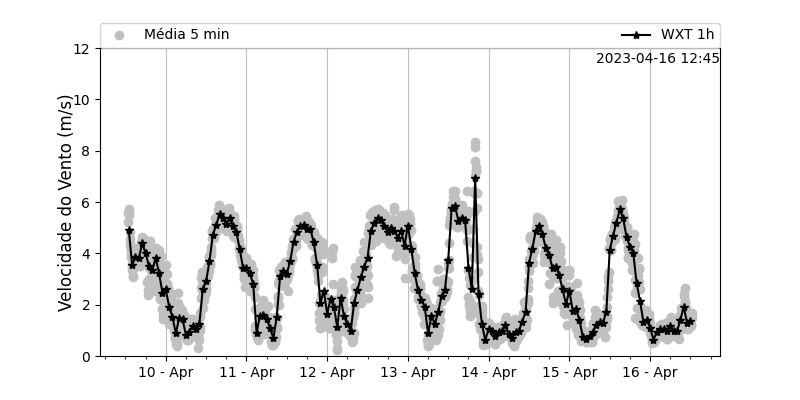 Média 5 min
WXT 1h
2023-04-16 12:45
Velocidade do Vento (m/s)
12
10
8
6
4
2
0
10 - Apr
11 - Apr
12 - Apr
13 - Apr
14 - Apr
15 - Apr
16 - Apr